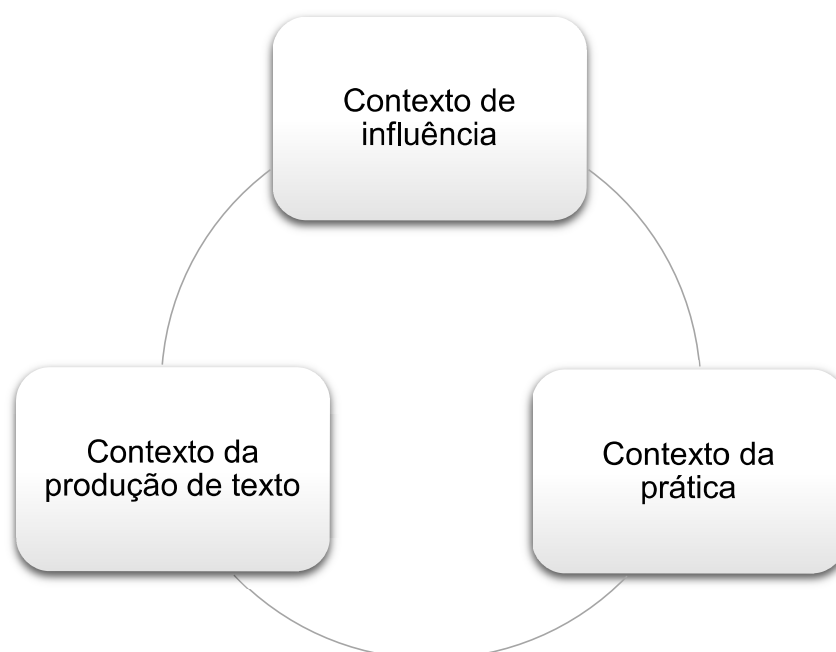 Contexto de
influência
Contexto da
produção de texto
Contexto da
prática